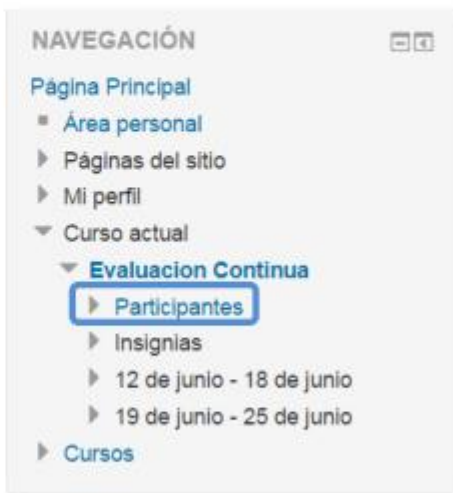 NAVEGACIÓN
Página Principal
Área personal
Páginas del sitio
Mi perfil
Curso actual
Evaluacion Continua
Participantes
Insignias
12 de junio - 18 de junio
19 de junio - 25 de junio
Cursos